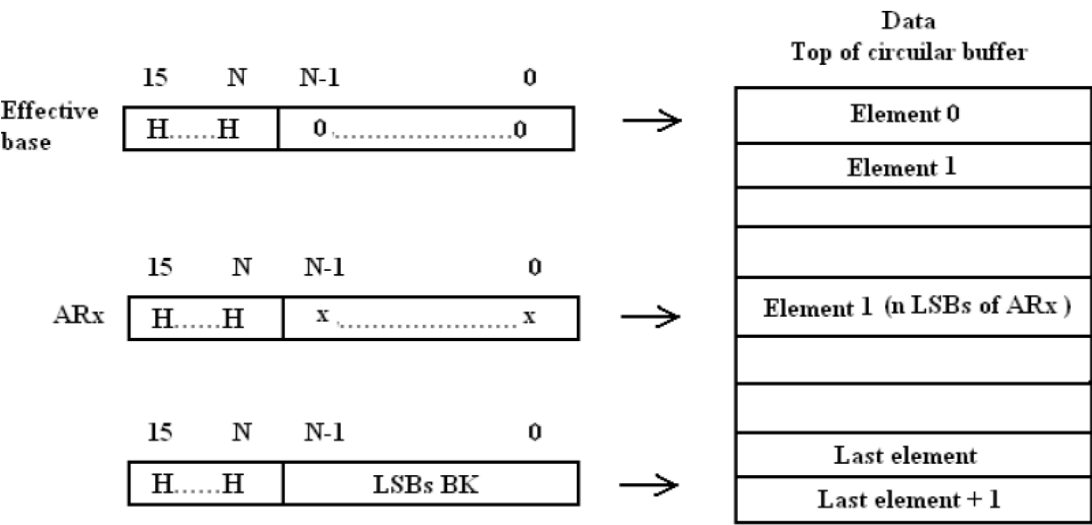 Data
Top of circuilar buffer
15 N N-1 0
Effective
base
H......H 0......................0
Element 0
Element 1
15 N N-1 0
ARx
H......H x......................x
Element 1 (n LSBs of ARx )
15 N N-1 0
H......H LSBs BK
Last element
Last element + 1